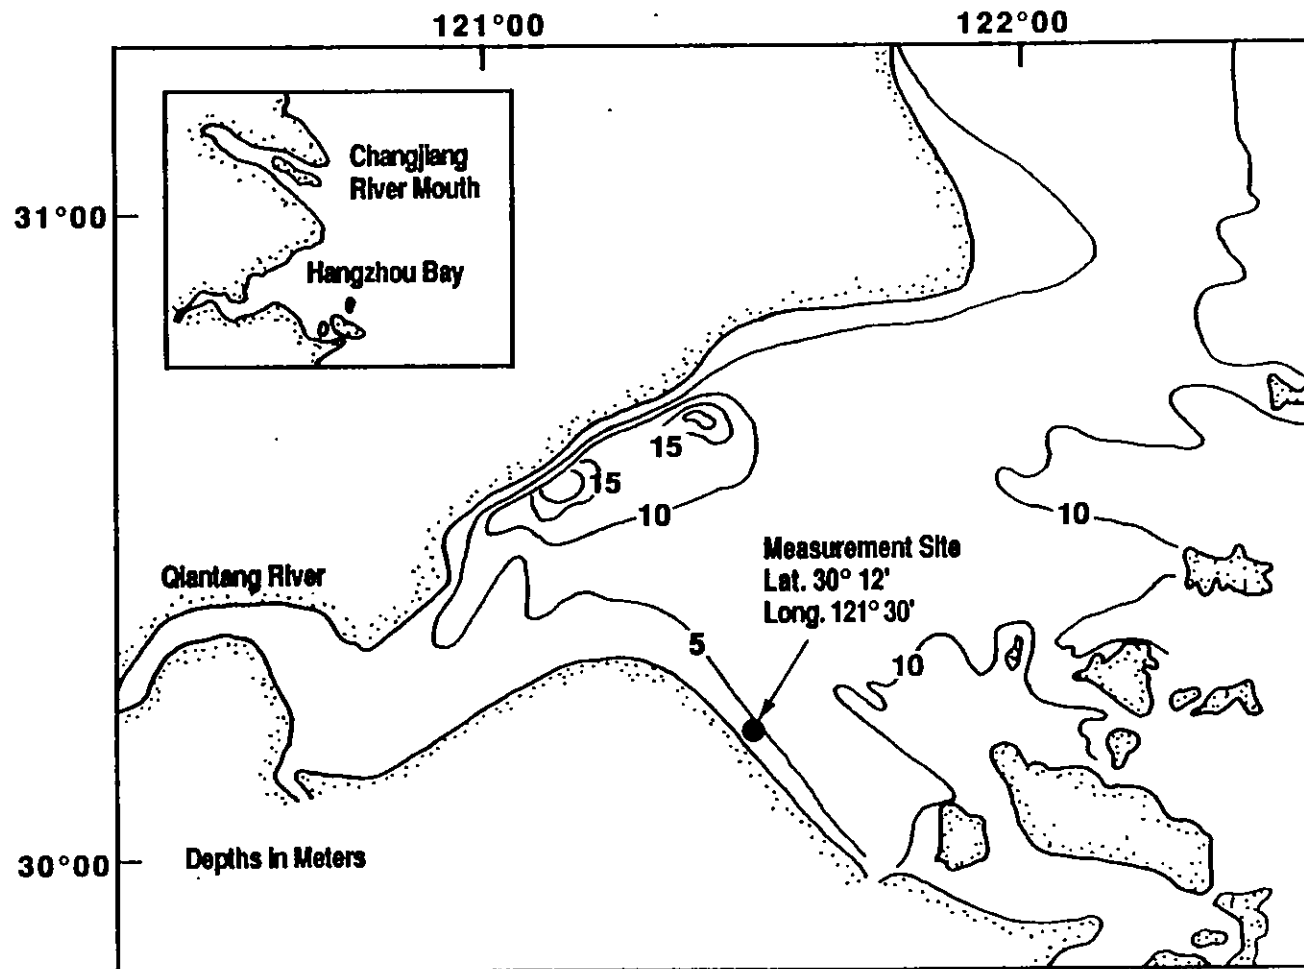 121°00
122°00
31°00
Changjiang
River Mouth
Hangzhou Bay
15
15
10
10
Measurement Site
Lat. 30° 12'
Long. 121° 30'
Qiantang River
5
10
30°00
Depths in Meters